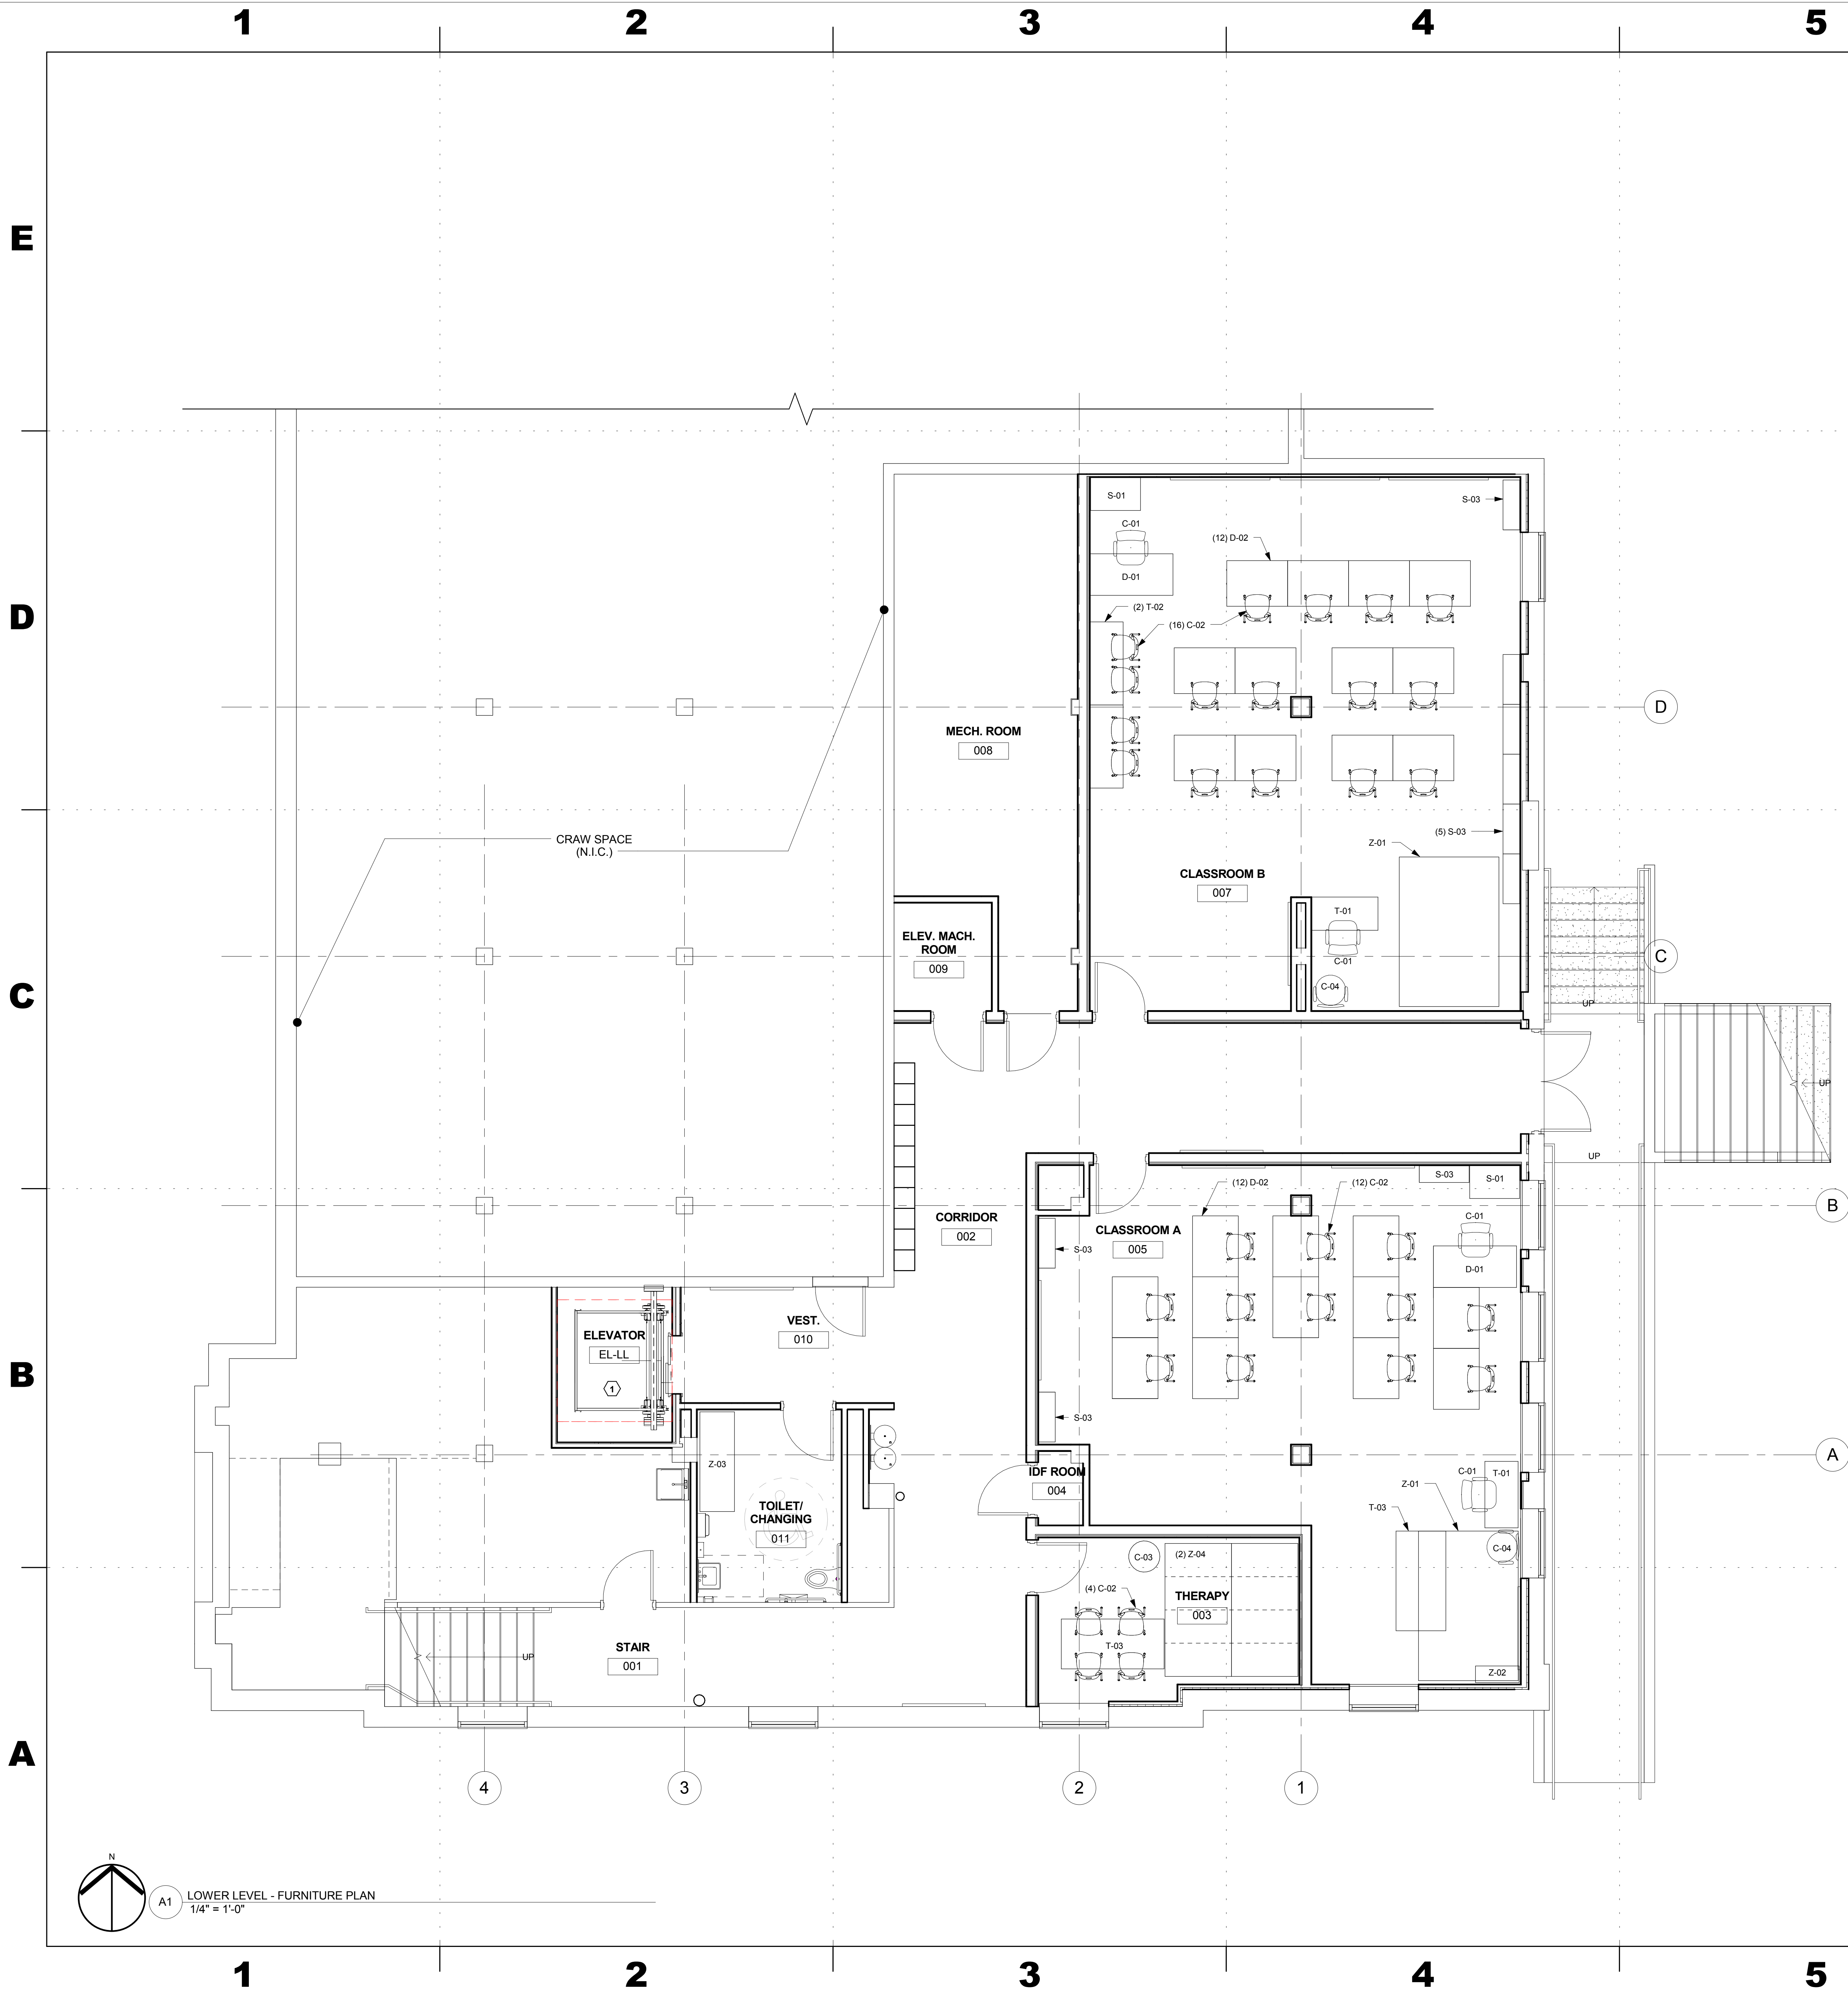 1 2 3 4 5
E
D
C
B
A
S-01
S-03
C-01
(12) D-02
D-01
(2) T-02
(16) C-02
D
MECH. ROOM
008
CRAW SPACE
(N.I.C.)
(5) S-03
Z-01
CLASSROOM B
007
T-01
ELEV. MACH.
ROOM
009
C-01
C
C-04
UP
UP
UP
S-03
S-01
(12) D-02
(12) C-02
B
CORRIDOR
002
CLASSROOM A
005
C-01
S-03
D-01
VEST.
010
ELEVATOR
EL-LL
1
S-03
A
Z-03
IDF ROOM
004
C-01
T-01
Z-01
T-03
TOILET/
CHANGING
011
C-03
(2) Z-04
C-04
(4) C-02
THERAPY
003
T-03
STAIR
001
UP
Z-02
4
3
2
1
N
A1
LOWER LEVEL - FURNITURE PLAN
1/4" = 1'-0"
1 2 3 4 5